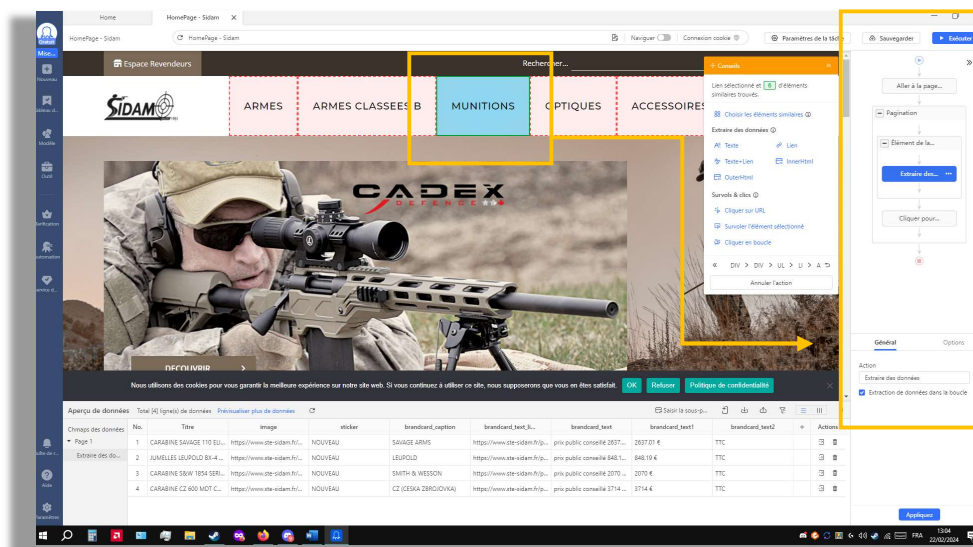 Home
HomePage - Sidam
X
Gratuit
HomePage - Sidam
HomePage - Sidam
Naviguer
Connexion cookie
Paramètres de la tâche
Sauvegarder
Exécuter
Mise...
Nouveau
Modèle
Outil
Espace Revendeurs
Rechercher...
SIDAM
ARMES
ARMES CLASSEES B
MUNITIONS
OPTIQUES
ACCESSOIRES
CADEX
DEFENCE
DECOUVRIR
Conseils
Lien sélectionné et 6 d'éléments
similaires trouvés.
Choisir les éléments similaires
Extraire des données
Texte
Lien
Texte+Lien
InnerHtml
OuterHtml
Survols & clics
Cliquer sur URL
Survoler l'élément sélectionné
Cliquer en boucle
« DIV > DIV > UL > LI > A
Annuler l'action
Aller à la page...
Pagination
Élément de la...
Extraire des...
Cliquer pour...
Général
Options
Action
Extraire des données
Extraction de données dans la boucle
Appliquez
Nous utilisons des cookies pour vous garantir la meilleure expérience sur notre site web. Si vous continuez à utiliser ce site, nous supposerons que vous en êtes satisfait.
OK
Refuser
Politique de confidentialité
Aperçu de données
Total [4] ligne(s) de données
Prévisualiser plus de données
Saisir la sous-p...
Chmaps des données
Page 1
Extraire des do...
No. Titre image sticker brandcard_caption brandcard_text_li... brandcard_text brandcard_text1 brandcard_text2 + Actions
1 CARABINE SAVAGE 110 ELI... https://www.ste-sidam.fr/... NOUVEAU SAVAGE ARMS https://www.ste-sidam.fr/p... prix public conseillé 2637... 2637.01 € TTC
2 JUMELLES LEUPOLD BX-4 ... https://www.ste-sidam.fr/... NOUVEAU LEUPOLD https://www.ste-sidam.fr/p... prix public conseillé 848.1... 848.19 € TTC
3 CARABINE S&W 1854 SERI... https://www.ste-sidam.fr/... NOUVEAU SMITH & WESSON https://www.ste-sidam.fr/p... prix public conseillé 2070 ... 2070 € TTC
4 CARABINE CZ 600 MDT C... https://www.ste-sidam.fr/... NOUVEAU CZ (CESKA ZBROJOVKA) https://www.ste-sidam.fr/p... prix public conseillé 3714 ... 3714 € TTC
Aider
Paramètres
FRA
13:04
22/02/2024